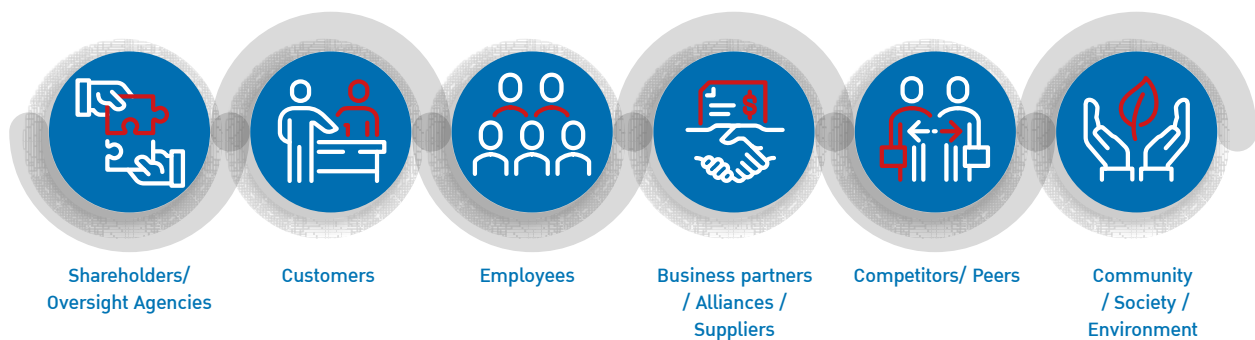 Shareholders/
Oversight Agencies
Customers
Employees
Business partners
/ Alliances /
Suppliers
Competitors/ Peers
Community
/ Society /
Environment
$